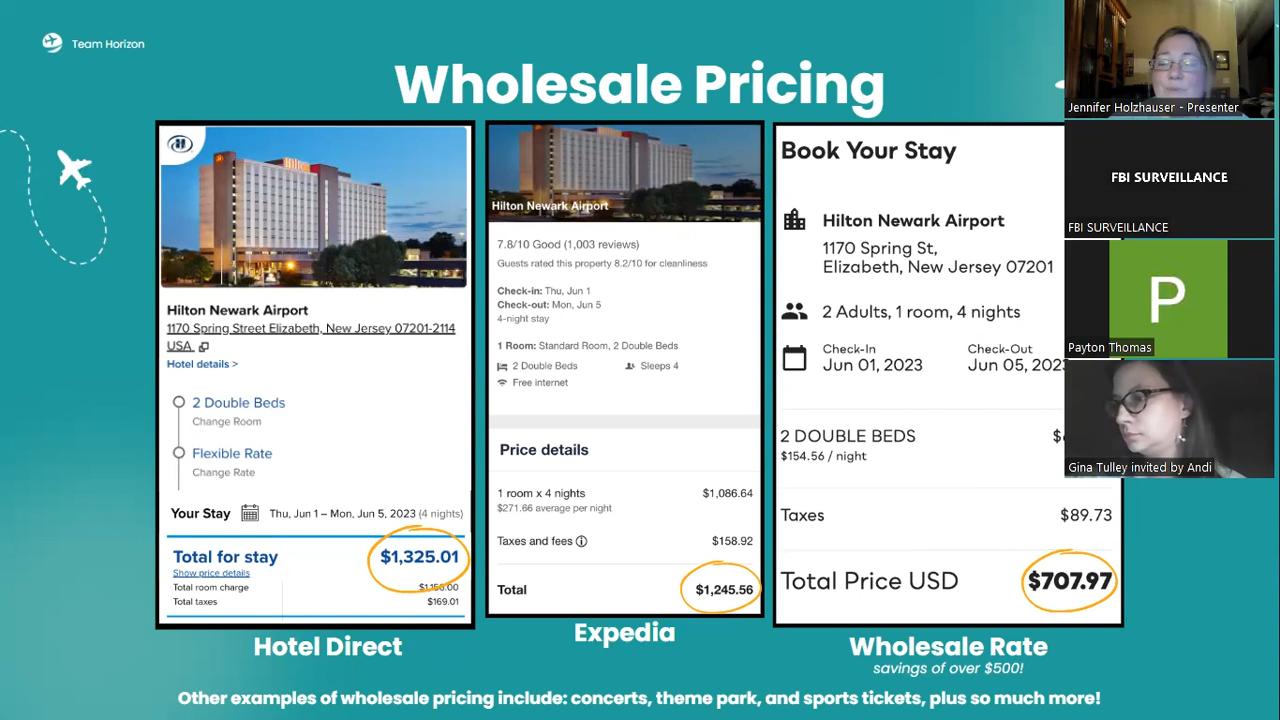 Team Horizon
Wholesale Pricing
Hilton
Hilton Newark Airport
1170 Spring Street Elizabeth, New Jersey 07201-2114
USA
Hotel details >
2 Double Beds
Change Room
Flexible Rate
Change Rate
Your Stay Thu, Jun 1 – Mon, Jun 5, 2023 (4 nights)
Total for stay $1,325.01
Show price details
Total room charge $1,156.00
Total taxes $169.01
Hotel Direct
Hilton Newark Airport
7.8/10 Good (1,003 reviews)
Guests rated this property 8.2/10 for cleanliness
Check-in: Thu, Jun 1
Check-out: Mon, Jun 5
4-night stay
1 Room: Standard Room, 2 Double Beds
2 Double Beds Sleeps 4
Free internet
Price details
1 room x 4 nights $1,086.64
$271.66 average per night
Taxes and fees $158.92
Total $1,245.56
Expedia
Book Your Stay
Hilton Newark Airport
1170 Spring St,
Elizabeth, New Jersey 07201
2 Adults, 1 room, 4 nights
Check-In Check-Out
Jun 01, 2023 Jun 05, 2023
2 DOUBLE BEDS
$154.56 / night
Taxes $89.73
Total Price USD $707.97
Wholesale Rate
savings of over $500!
Other examples of wholesale pricing include: concerts, theme park, and sports tickets, plus so much more!
Jennifer Holzhauser - Presenter
FBI SURVEILLANCE
FBI SURVEILLANCE
P
Payton Thomas
Gina Tulley invited by Andi